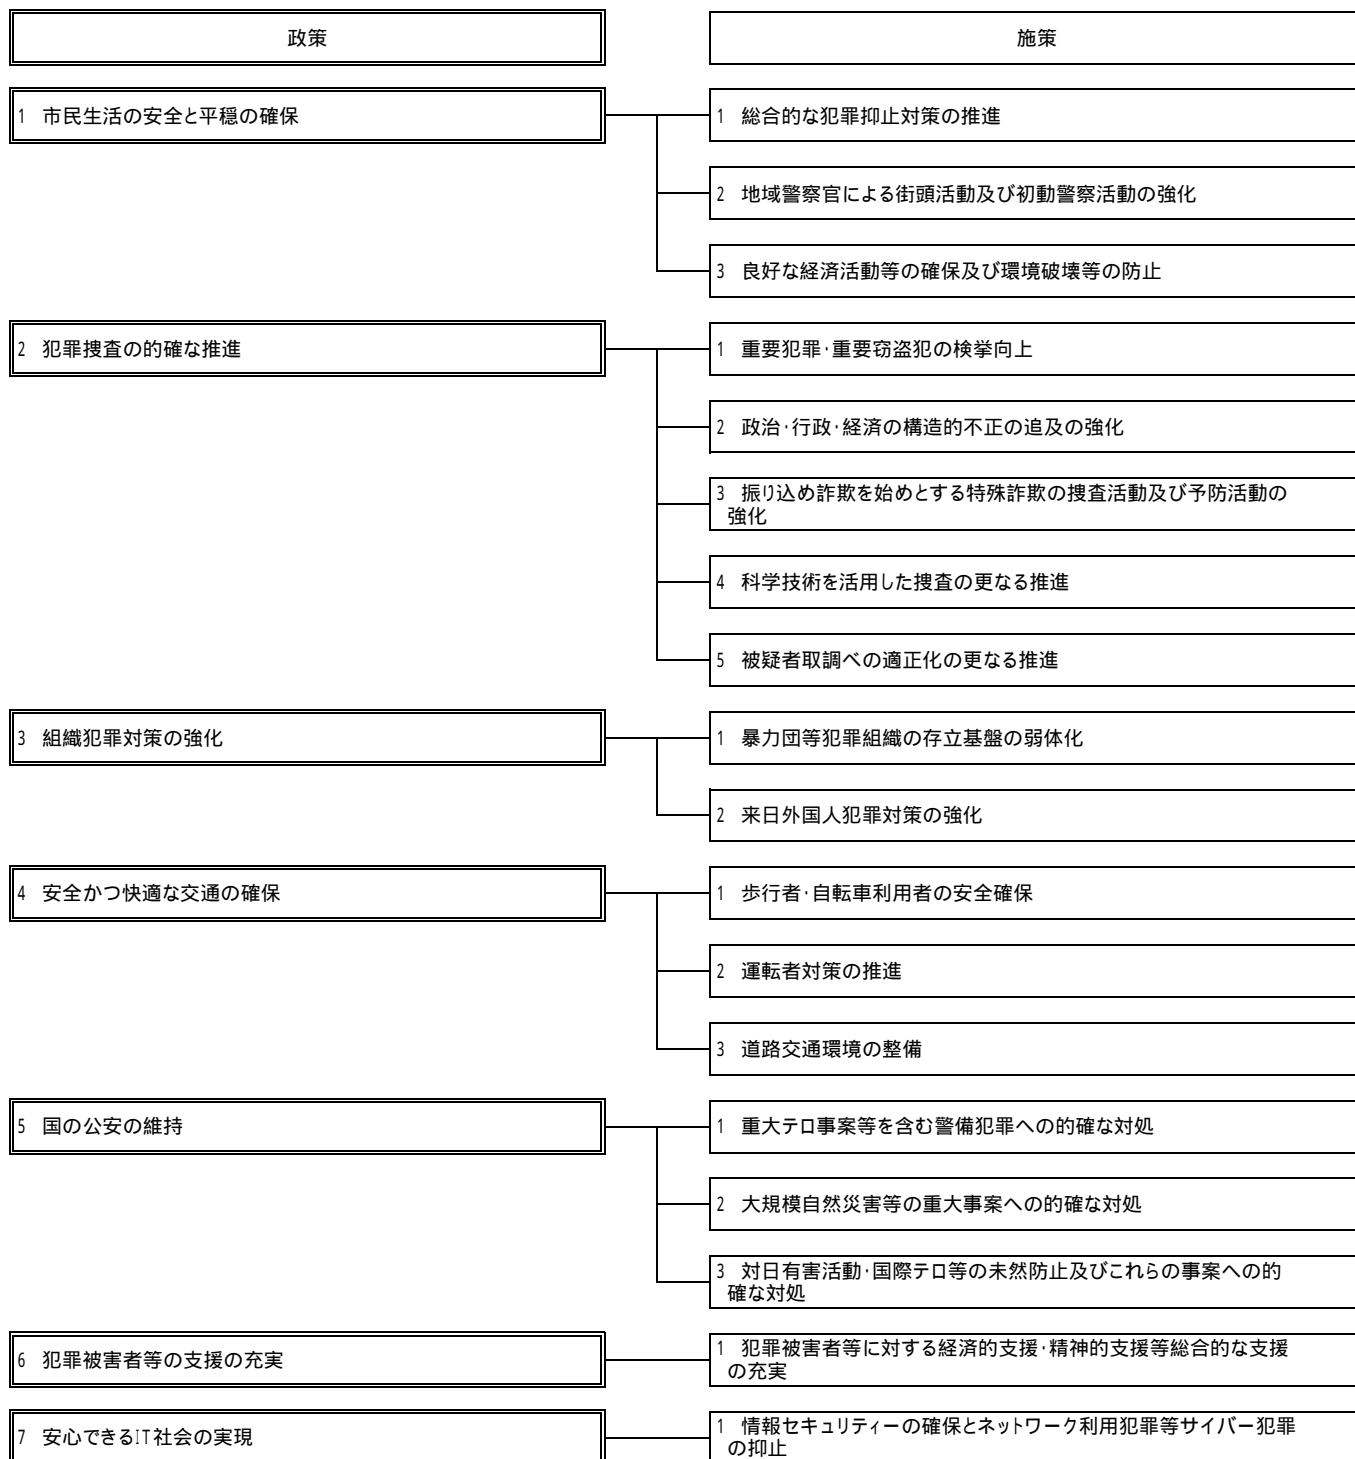 政策
施策
1 市民生活の安全と平穏の確保
1 総合的な犯罪抑止対策の推進
2 地域警察官による街頭活動及び初動警察活動の強化
3 良好な経済活動等の確保及び環境破壊等の防止
2 犯罪捜査の的確な推進
1 重要犯罪・重要窃盗犯の検挙向上
2 政治・行政・経済の構造的不正の追及の強化
3 振り込め詐欺を始めとする特殊詐欺の捜査活動及び予防活動の
強化
4 科学技術を活用した捜査の更なる推進
5 被疑者取調べの適正化の更なる推進
3 組織犯罪対策の強化
1 暴力団等犯罪組織の存立基盤の弱体化
2 来日外国人犯罪対策の強化
4 安全かつ快適な交通の確保
1 歩行者・自転車利用者の安全確保
2 運転者対策の推進
3 道路交通環境の整備
5 国の公安の維持
1 重大テロ事案等を含む警備犯罪への的確な対処
2 大規模自然災害等の重大事案への的確な対処
3 対日有害活動・国際テロ等の未然防止及びこれらの事案への的
確な対処
6 犯罪被害者等の支援の充実
1 犯罪被害者等に対する経済的支援・精神的支援等総合的な支援
の充実
7 安心できるIT社会の実現
1 情報セキュリティーの確保とネットワーク利用犯罪等サイバー犯罪
の抑止